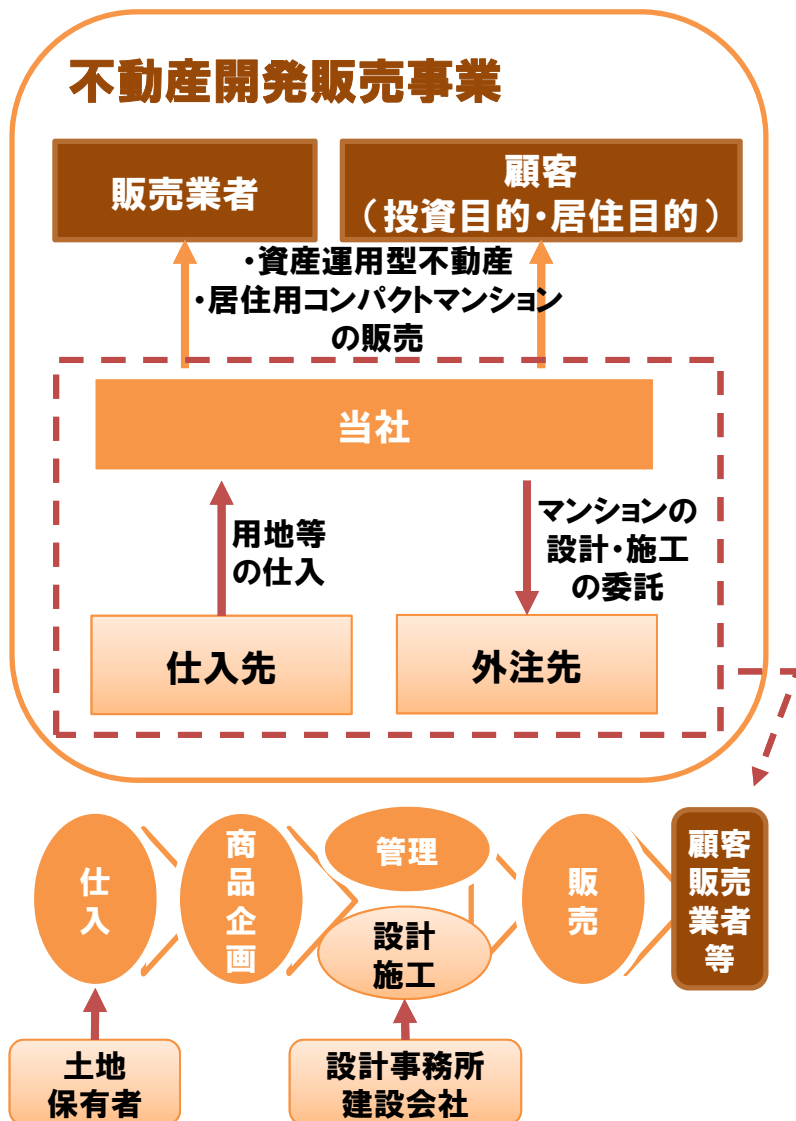 不動産開発販売事業
販売業者
顧客
（投資目的・居住目的）
・資産運用型不動産
・居住用コンパクトマンション
の販売
当社
用地等
の仕入
マンションの
設計・施工
の委託
仕入先
外注先
仕入
商品企画
管理
設計
施工
販売
顧客
販売
業者
等
土地
保有者
設計事務所
建設会社